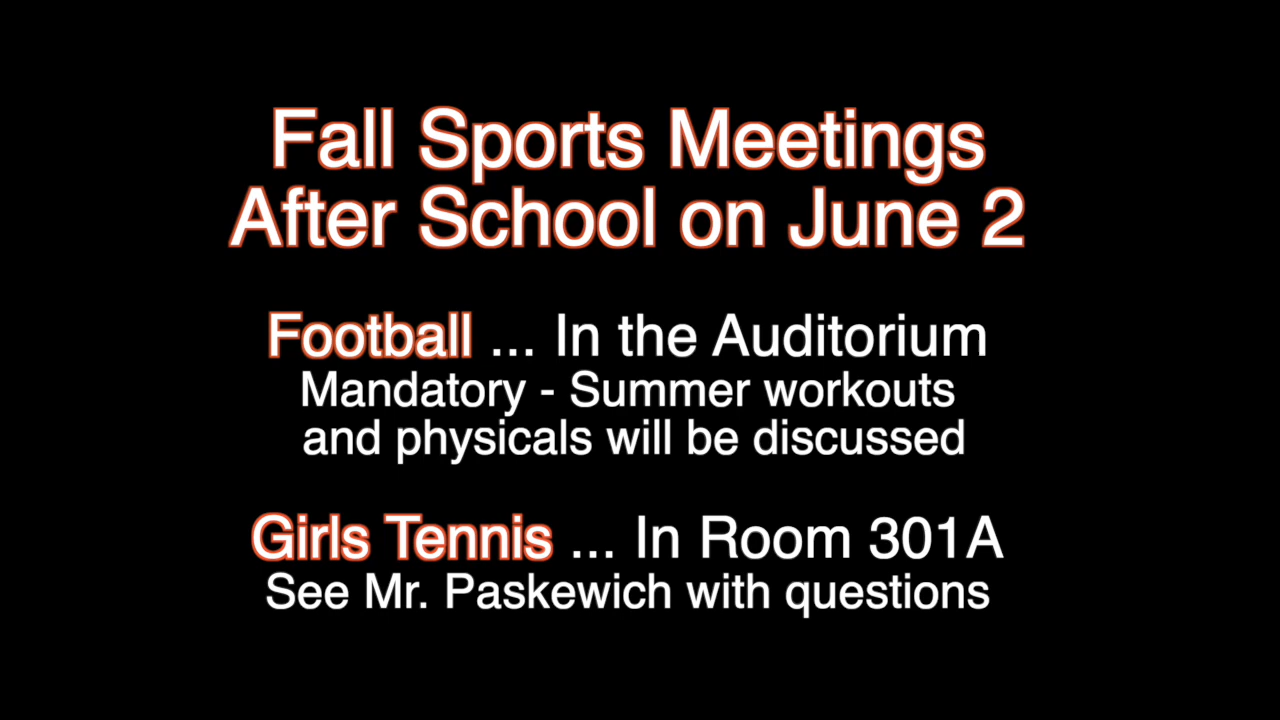 Fall Sports Meetings
After School on June 2
Football ... In the Auditorium
Mandatory - Summer workouts
and physicals will be discussed
Girls Tennis ... In Room 301A
See Mr. Paskewich with questions